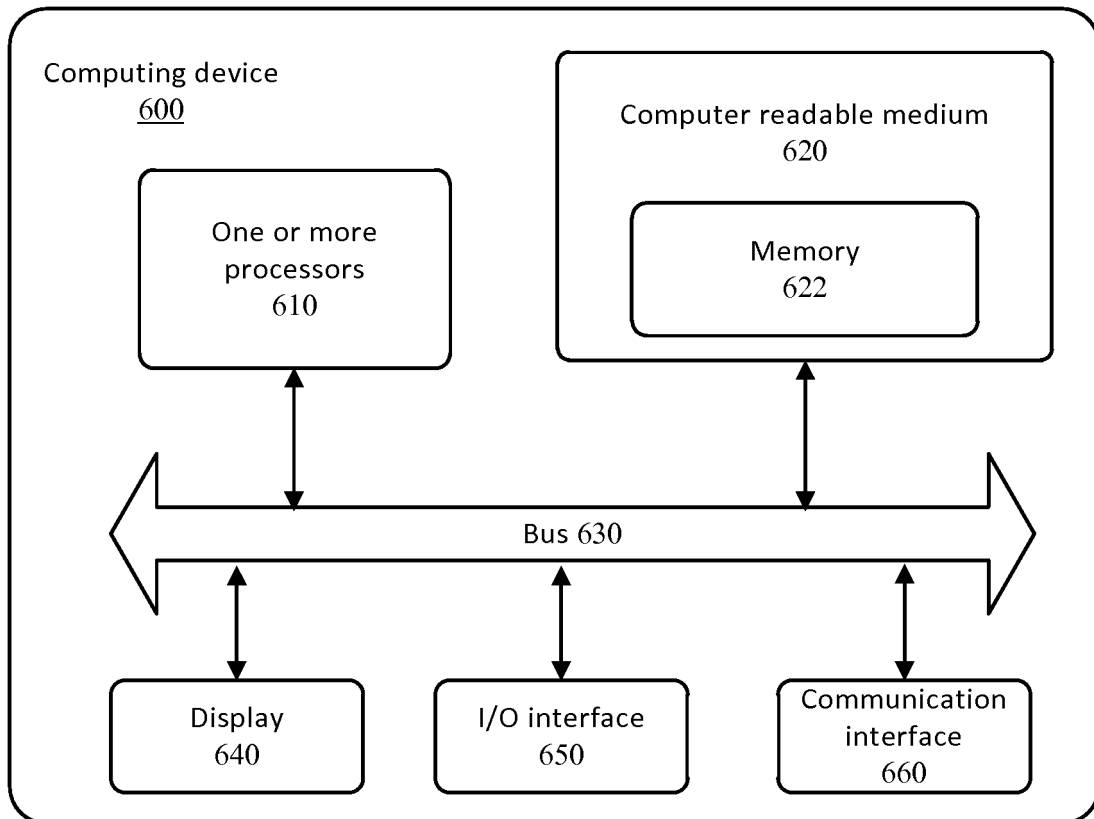 Computing device
600
Computer readable medium
620
One or more
processors
610
Memory
622
Bus 630
Display
640
I/O interface
650
Communication
interface
660